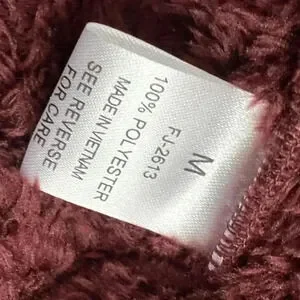 M
FJ-2613
100% POLYESTER
MADE IN VIETNAM
SEE REVERSE
FOR CARE